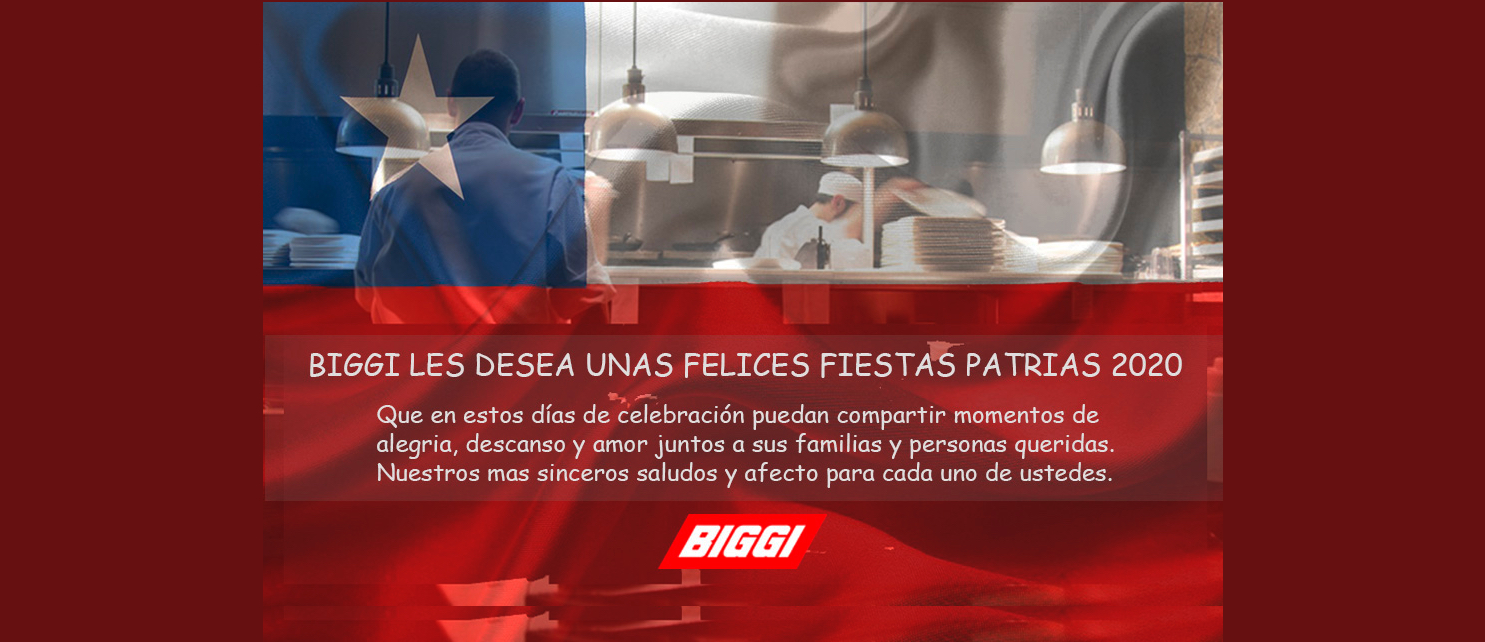 BIGGI LES DESEA UNAS FELICES FIESTAS PATRIAS 2020
Que en estos días de celebración puedan compartir momentos de
alegria, descanso y amor juntos a sus familias y personas queridas.
Nuestros mas sinceros saludos y afecto para cada uno de ustedes.
BIGGI